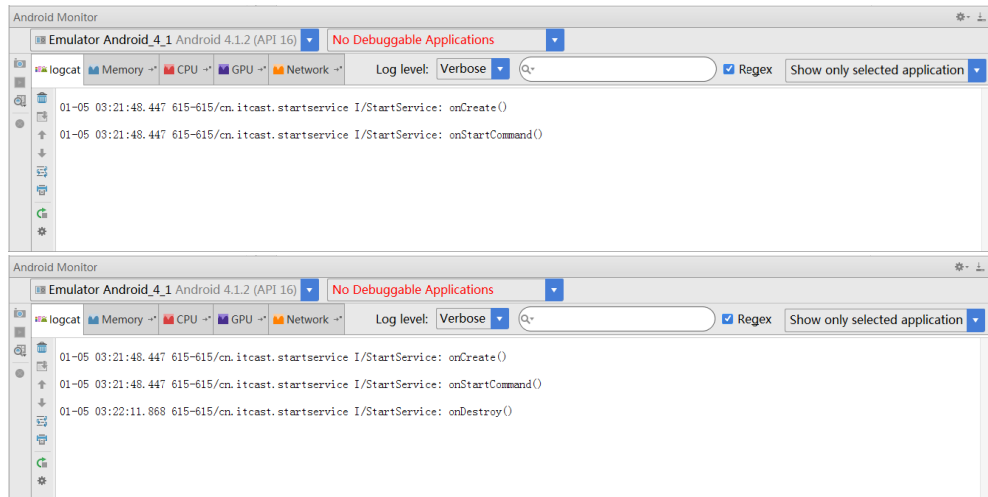 Android Monitor
Emulator Android_4_1 Android 4.1.2 (API 16) No Debuggable Applications
logcat Memory CPU GPU Network Log level: Verbose Regex Show only selected application
01-05 03:21:48.447 615-615/cn.itcast.startservice I/StartService: onCreate()
01-05 03:21:48.447 615-615/cn.itcast.startservice I/StartService: onStartCommand()
Android Monitor
Emulator Android_4_1 Android 4.1.2 (API 16) No Debuggable Applications
logcat Memory CPU GPU Network Log level: Verbose Regex Show only selected application
01-05 03:21:48.447 615-615/cn.itcast.startservice I/StartService: onCreate()
01-05 03:21:48.447 615-615/cn.itcast.startservice I/StartService: onStartCommand()
01-05 03:22:11.868 615-615/cn.itcast.startservice I/StartService: onDestroy()